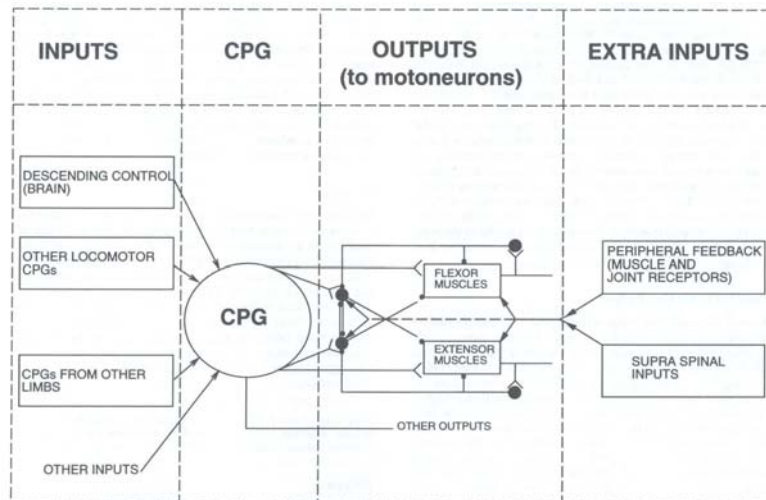 INPUTS
CPG
OUTPUTS
(to motoneurons)
EXTRA INPUTS
DESCENDING CONTROL
(BRAIN)
OTHER LOCOMOTOR
CPGs
CPGs FROM OTHER
LIMBS
OTHER INPUTS
CPG
FLEXOR
MUSCLES
EXTENSOR
MUSCLES
OTHER OUTPUTS
PERIPHERAL FEEDBACK
(MUSCLE AND
JOINT RECEPTORS)
SUPRA SPINAL
INPUTS